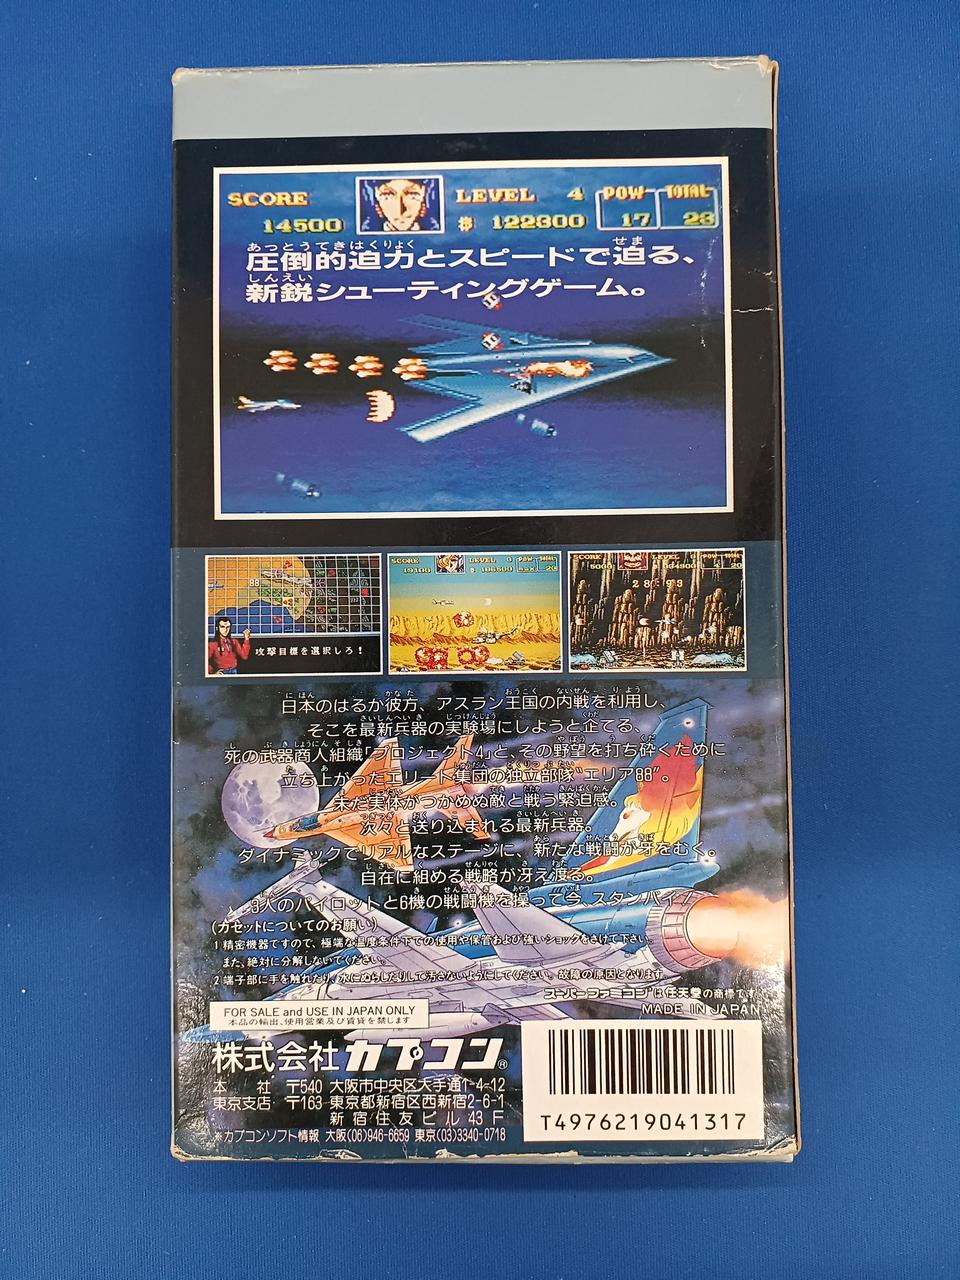 SCORE
14500
LEVEL 4
$ 122300
POW
17
TOTAL
23
圧倒的迫力とスピードで迫る、
新鋭シューティングゲーム。
攻撃目標を選択しろ!
SCORE
LEVEL
POW
TOTAL
SCORE
5000
LEVEL
POW
TOTAL
20
28:93
日本のはるか彼方、アスラン王国の内戦を利用し、
そこを最新兵器の実験場にしようと企てる、
死の武器商人組織「プロジェクト4」と、その野望を打ち砕くために
立ち上がったエリート集団の独立部隊"エリア88"。
未だ実体がつかめぬ敵と戦う緊迫感。
次々と送り込まれる最新兵器。
ダイナミックでリアルなステージに、新たな戦闘が牙をむく。
自在に組める戦略が冴え渡る。
3人のパイロットと6機の戦闘機を操って今、スタンバイ
(カセットについてのお願い)
1 精密機器ですので、極端な温度条件下での使用や保管および強いショックをさけて下さい。
また、絶対に分解しないでください。
2 端子部に手を触れたり、水にぬらしたりして汚さないようにしてください。故障の原因となります。
スーパーファミコンは任天堂の商標です
MADE IN JAPAN
FOR SALE and USE IN JAPAN ONLY
本品の輸出、使用営業及び賃貸を禁じます
株式会社カプコン®
本 社 〒540 大阪市中央区大手通1-4-12
東京支店 〒163 東京都新宿区西新宿2-6-1
新宿住友ビル 43 F
※カプコンソフト情報 大阪(06)946-6659 東京(03)3340-0718
T4976219041317